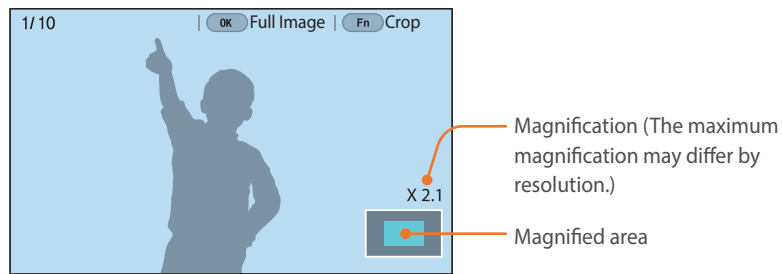 1/10 | OK Full Image | Fn Crop
Magnification (The maximum
magnification may differ by
resolution.)
X 2.1
Magnified area